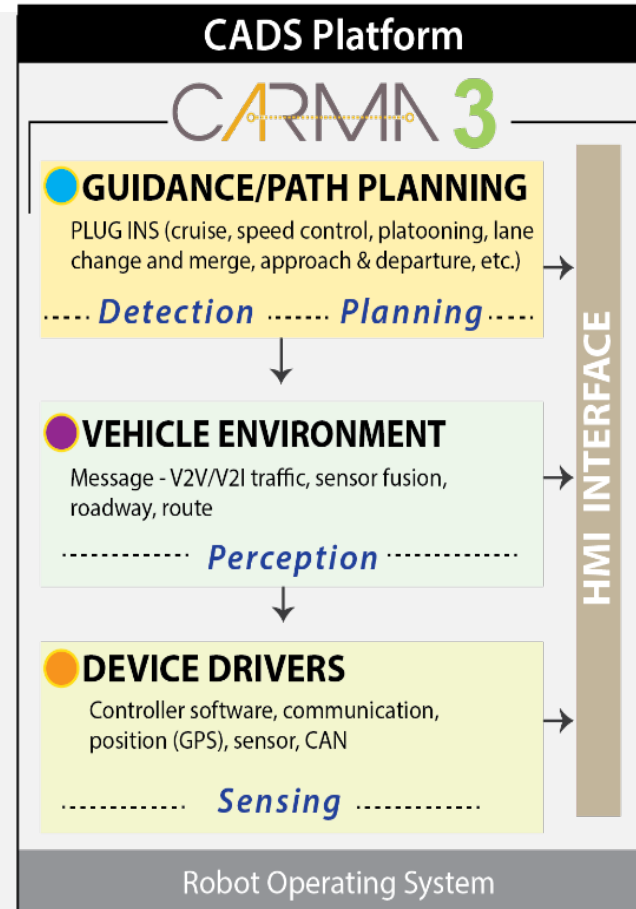 CADS Platform
CARMA 3
GUIDANCE/PATH PLANNING
PLUG INS (cruise, speed control, platooning, lane
change and merge, approach & departure, etc.)
Detection
Planning
VEHICLE ENVIRONMENT
Message - V2V/V2I traffic, sensor fusion,
roadway, route
Perception
DEVICE DRIVERS
Controller software, communication,
position (GPS), sensor, CAN
Sensing
HMI INTERFACE
Robot Operating System